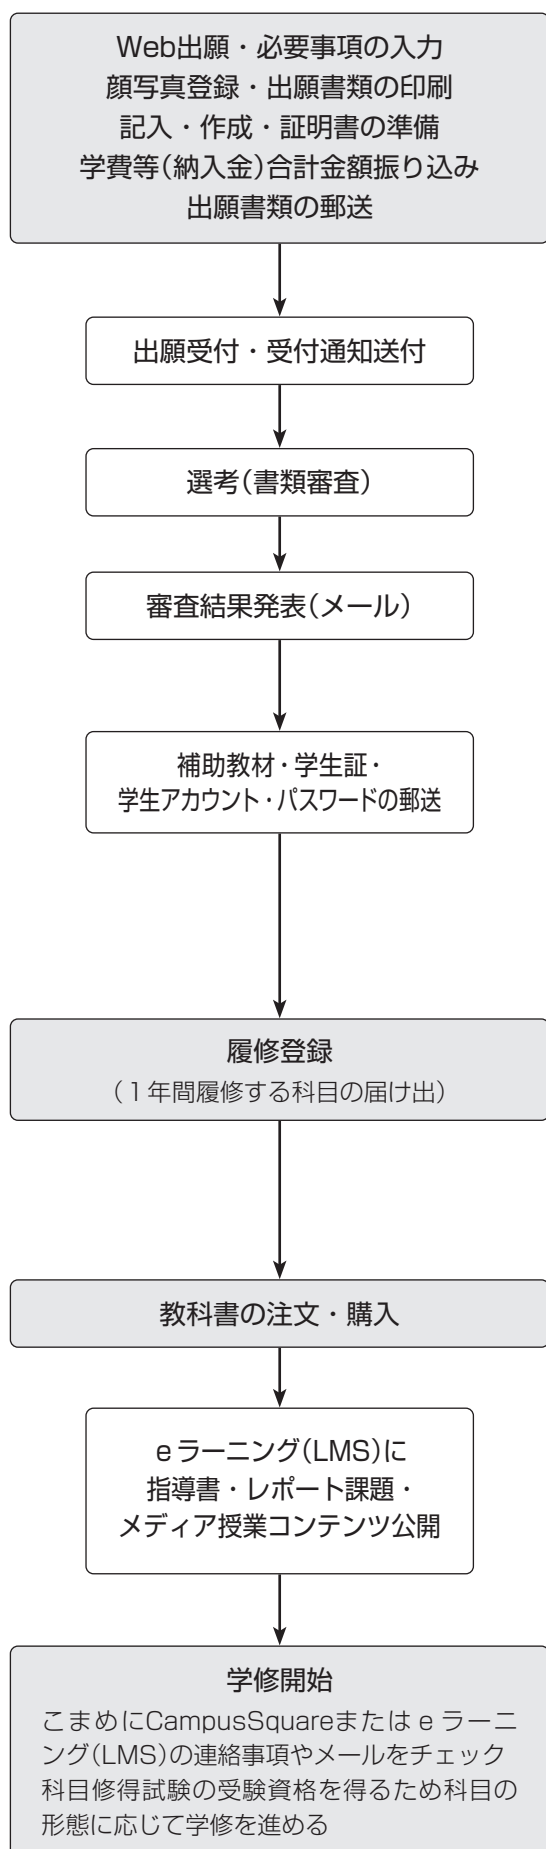 Web出願・必要事項の入力
顔写真登録・出願書類の印刷
記入・作成・証明書の準備
学費等(納入金)合計金額振り込み
出願書類の郵送
出願受付・受付通知送付
選考(書類審査)
審査結果発表(メール)
補助教材・学生証・
学生アカウント・パスワードの郵送
履修登録
(1年間履修する科目の届け出)
教科書の注文・購入
eラーニング(LMS)に
指導書・レポート課題・
メディア授業コンテンツ公開
学修開始
こまめにCampusSquareまたはeラーニ
ング(LMS)の連絡事項やメールをチェック
科目修得試験の受験資格を得るため科目の
形態に応じて学修を進める